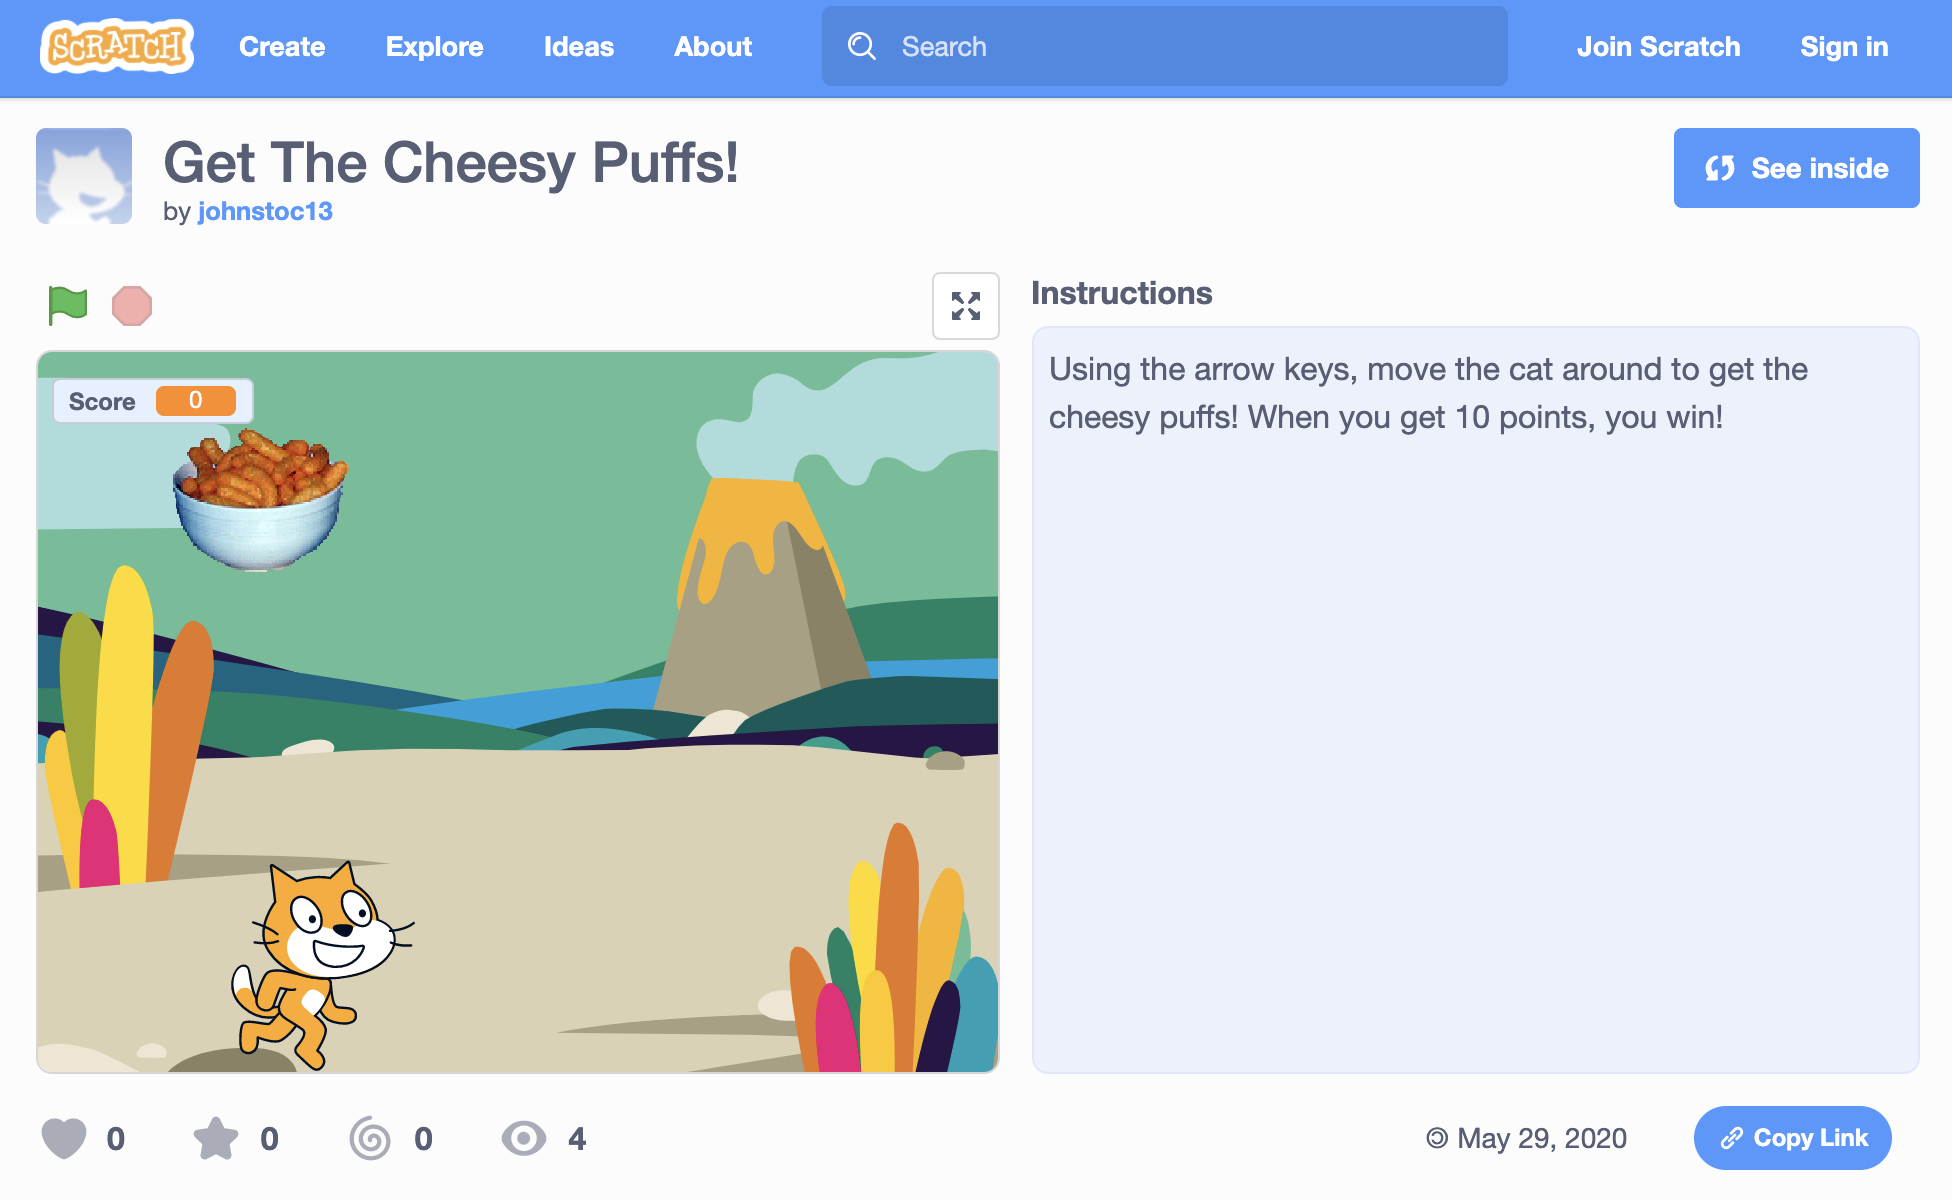 SCRATCH
Create
Explore
Ideas
About
Search
Join Scratch
Sign in
Get The Cheesy Puffs!
by johnstoc13
See inside
Instructions
Using the arrow keys, move the cat around to get the
cheesy puffs! When you get 10 points, you win!
Score 0
0
0
0
4
May 29, 2020
Copy Link